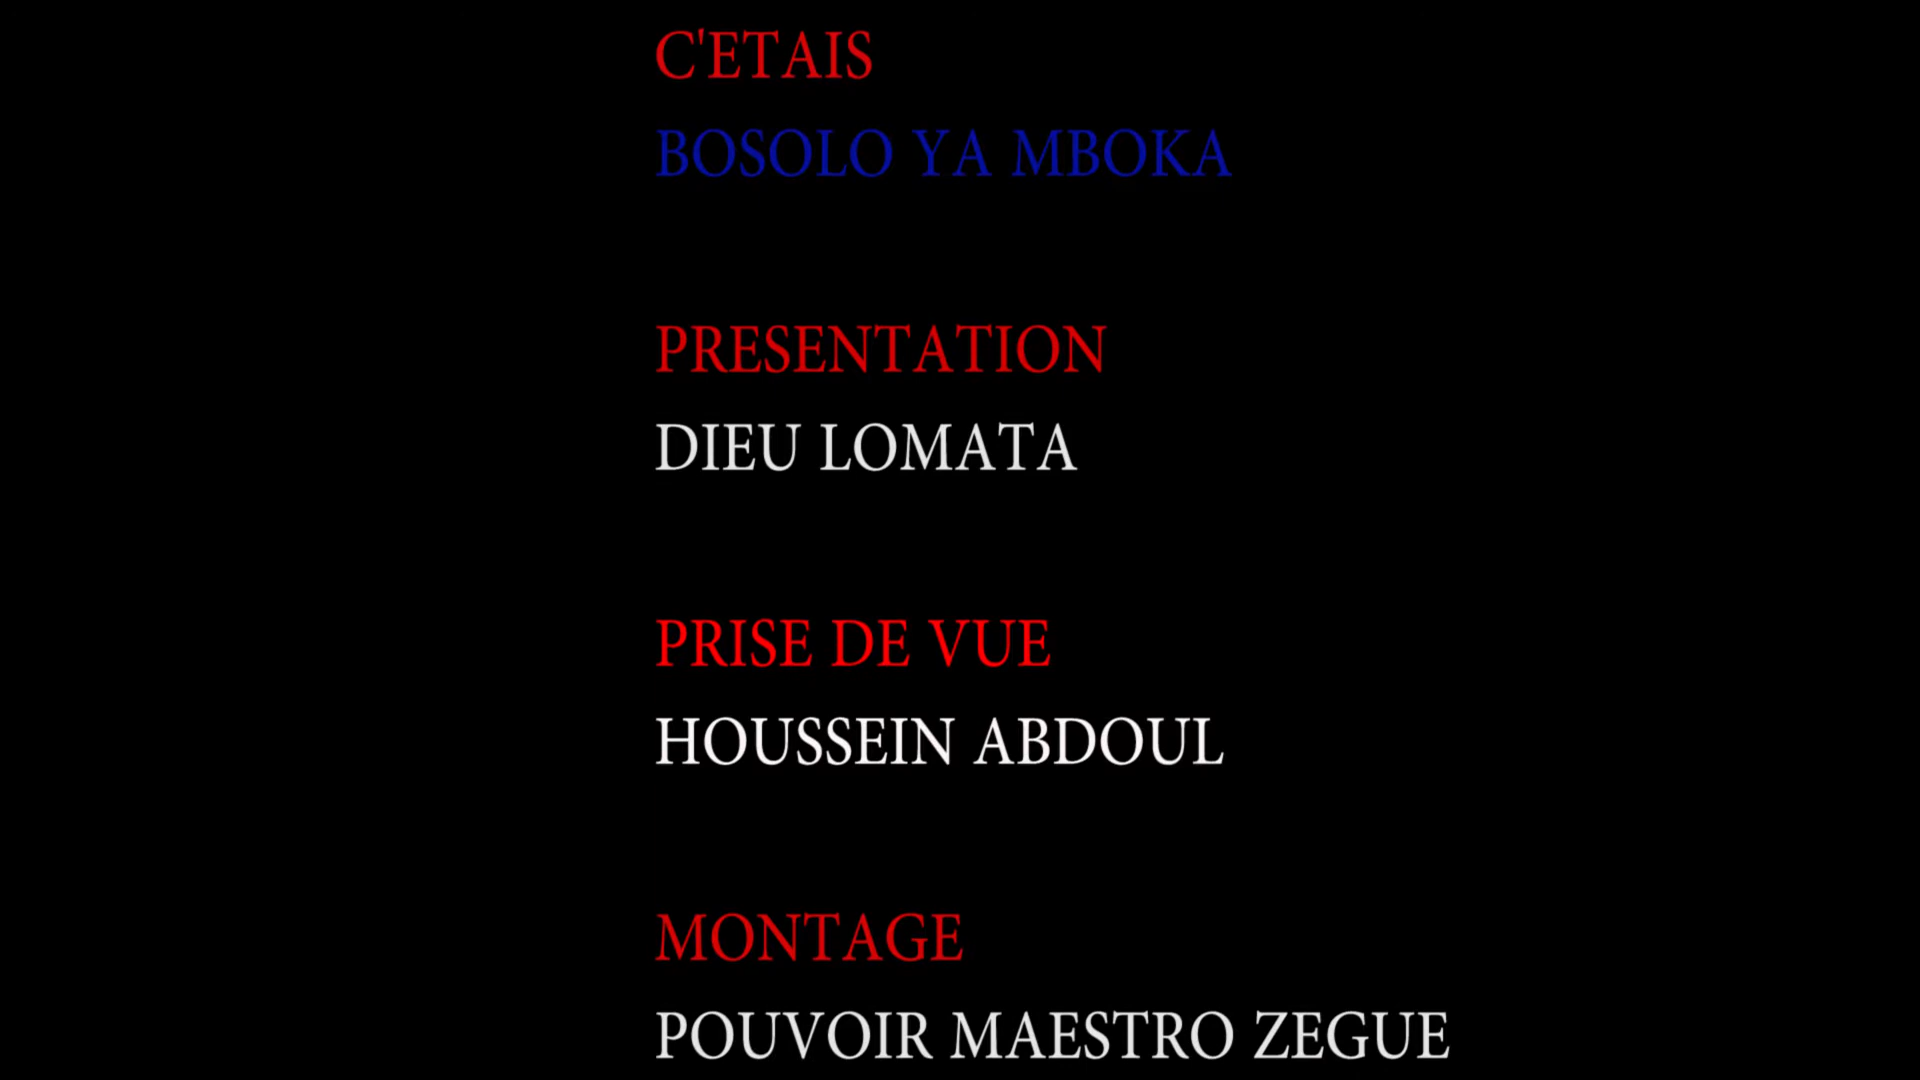 C'ETAIS
BOSOLO YA MBOKA
PRESENTATION
DIEU LOMATA
PRISE DE VUE
HOUSSEIN ABDOUL
MONTAGE
POUVOIR MAESTRO ZEGUE